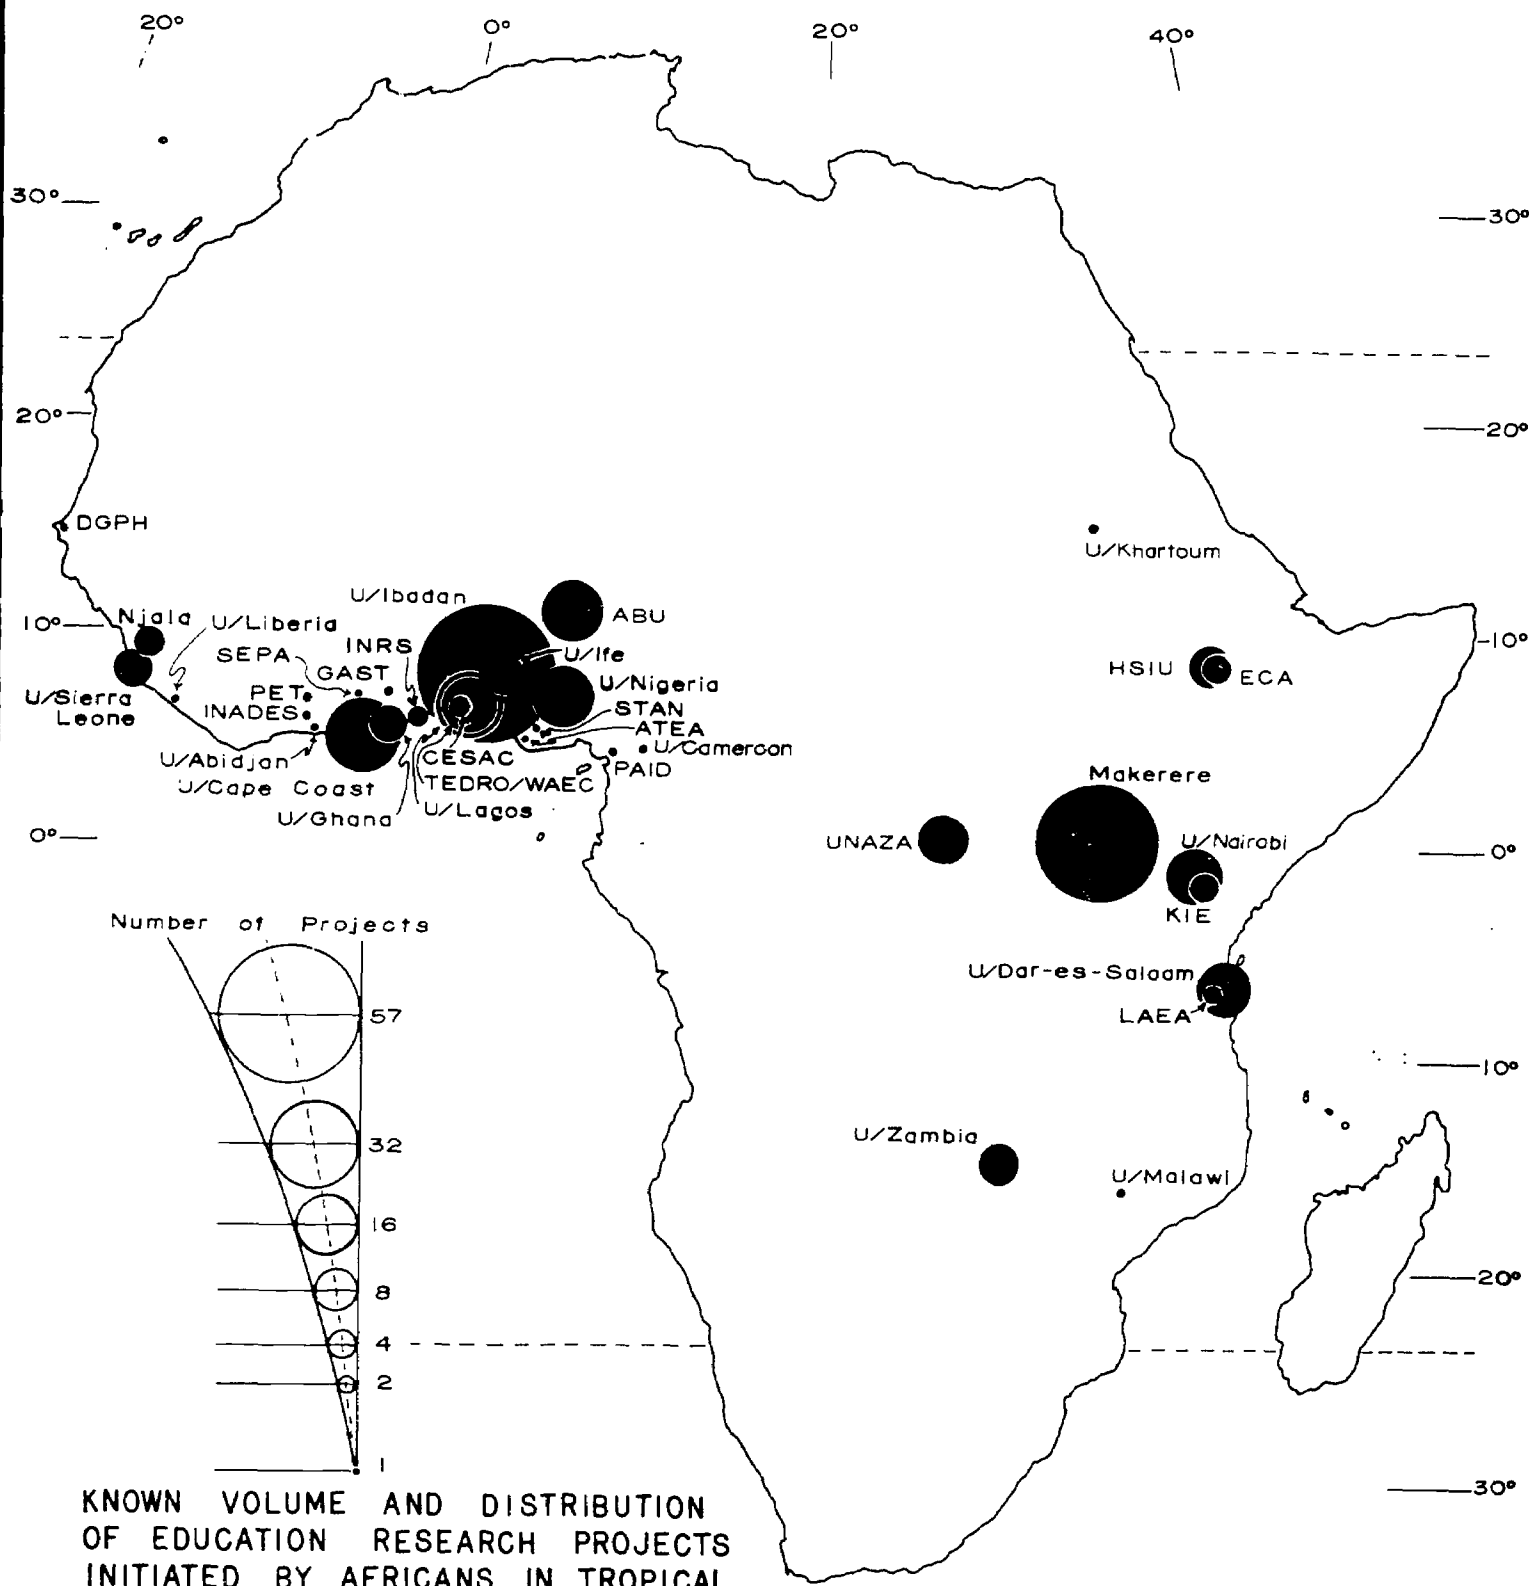 20°
0°
20°
40°
30°
30°
20°
20°
DGPH
U/Khartoum
U/Ibadan
ABU
10°
Njala
U/Liberia
INRS
SEPA
GAST
U/Ife
10°
HSIU
ECA
PET
U/Nigeria
U/Sierra
Leone
INADES
STAN
ATEA
U/Abidjan
CESAC
U/Cameroon
U/Cape Coast
TEDRO/WAEC
PAID
U/Ghana
U/Lagos
Makerere
0°
UNAZA
U/Nairobi
0°
KIE
Number of Projects
U/Dar-es-Salaam
LAEA
57
10°
32
U/Zambia
U/Malawi
16
20°
8
4
2
1
30°
KNOWN VOLUME AND DISTRIBUTION
OF EDUCATION RESEARCH PROJECTS
INITIATED BY AFRICANS IN TROPICAL